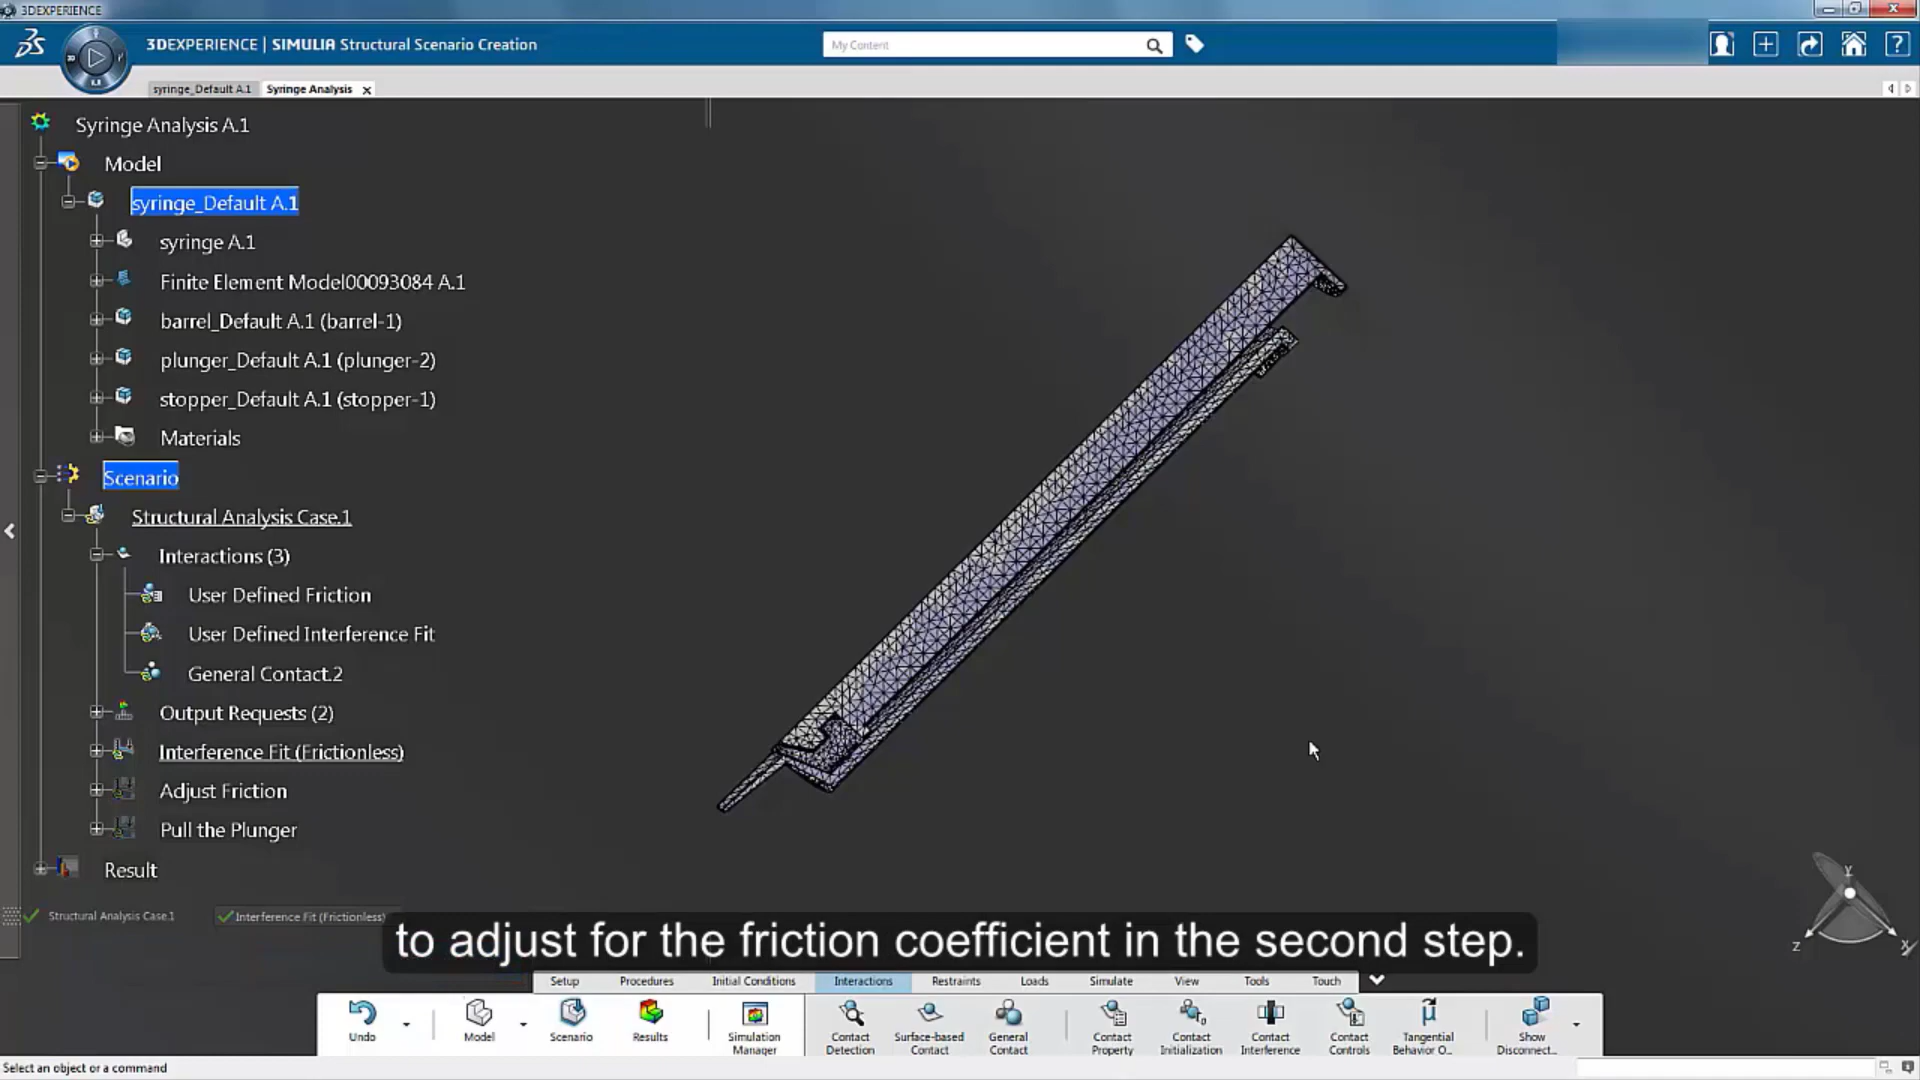 3DEXPERIENCE
3DEXPERIENCE | SIMULIA Structural Scenario Creation
My Content
syringe_Default A.1
Syringe Analysis
Syringe Analysis A.1
Model
syringe_Default A.1
syringe A.1
Finite Element Model00093084 A.1
barrel_Default A.1 (barrel-1)
plunger_Default A.1 (plunger-2)
stopper_Default A.1 (stopper-1)
Materials
Scenario
Structural Analysis Case.1
Interactions (3)
User Defined Friction
User Defined Interference Fit
General Contact.2
Output Requests (2)
Interference Fit (Frictionless)
Adjust Friction
Pull the Plunger
Result
Structural Analysis Case.1
Interference Fit (Frictionless)
Y
Z
X
to adjust for the friction coefficient in the second step.
Setup
Procedures
Initial Conditions
Interactions
Restraints
Loads
Simulate
View
Tools
Touch
Undo
Model
Scenario
Results
Simulation Manager
Contact Detection
Surface-based Contact
General Contact
Contact Property
Contact Initialization
Contact Interference
Contact Controls
Tangential Behavior O...
Show Disconnect...
Select an object or a command